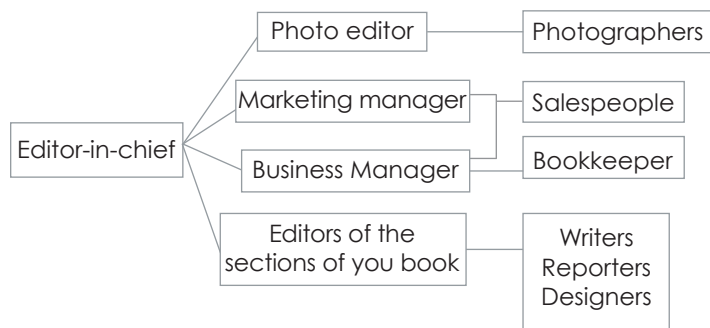 Photo editor
Photographers
Marketing manager
Salespeople
Editor-in-chief
Business Manager
Bookkeeper
Editors of the
sections of you book
Writers
Reporters
Designers